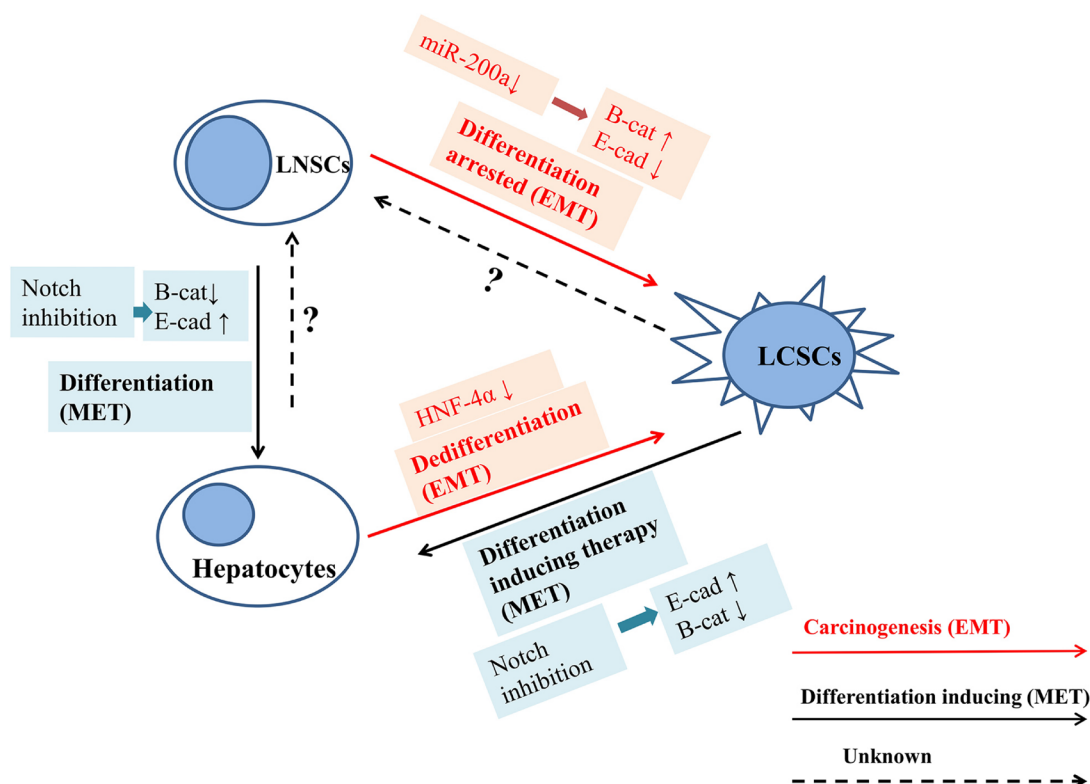 miR-200a↓
B-cat ↑
E-cad ↓
Differentiation
arrested (EMT)
LNSCs
?
?
Notch
inhibition
B-cat↓
E-cad ↑
Differentiation
(MET)
LCSCs
HNF-4α ↓
Dedifferentiation
(EMT)
Hepatocytes
Differentiation
inducing therapy
(MET)
E-cad ↑
B-cat ↓
Notch
inhibition
Carcinogenesis (EMT)
Differentiation inducing (MET)
Unknown